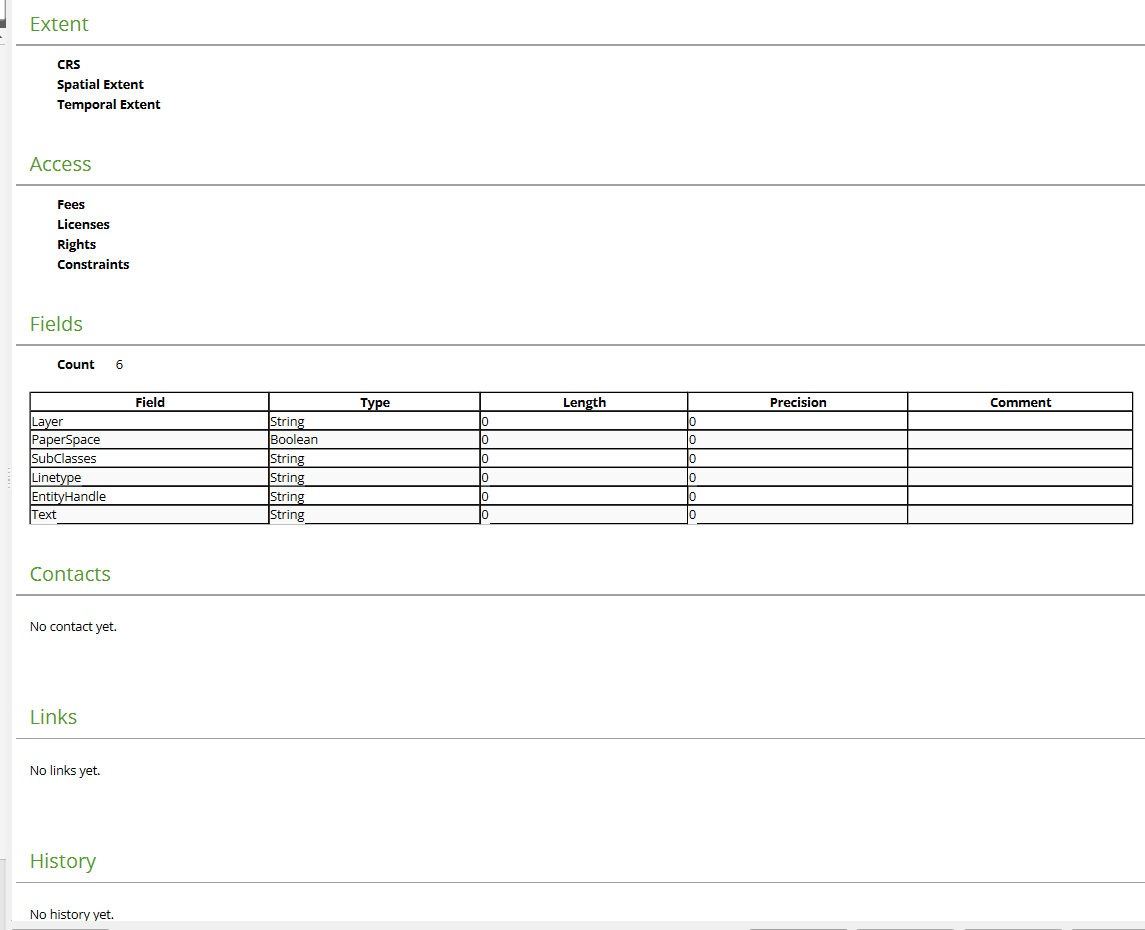 Extent
CRS
Spatial Extent
Temporal Extent
Access
Fees
Licenses
Rights
Constraints
Fields
Count 6
Field Type Length Precision Comment
Layer String 0 0
PaperSpace Boolean 0 0
SubClasses String 0 0
Linetype String 0 0
EntityHandle String 0 0
Text String 0 0
Contacts
No contact yet.
Links
No links yet.
History
No history yet.